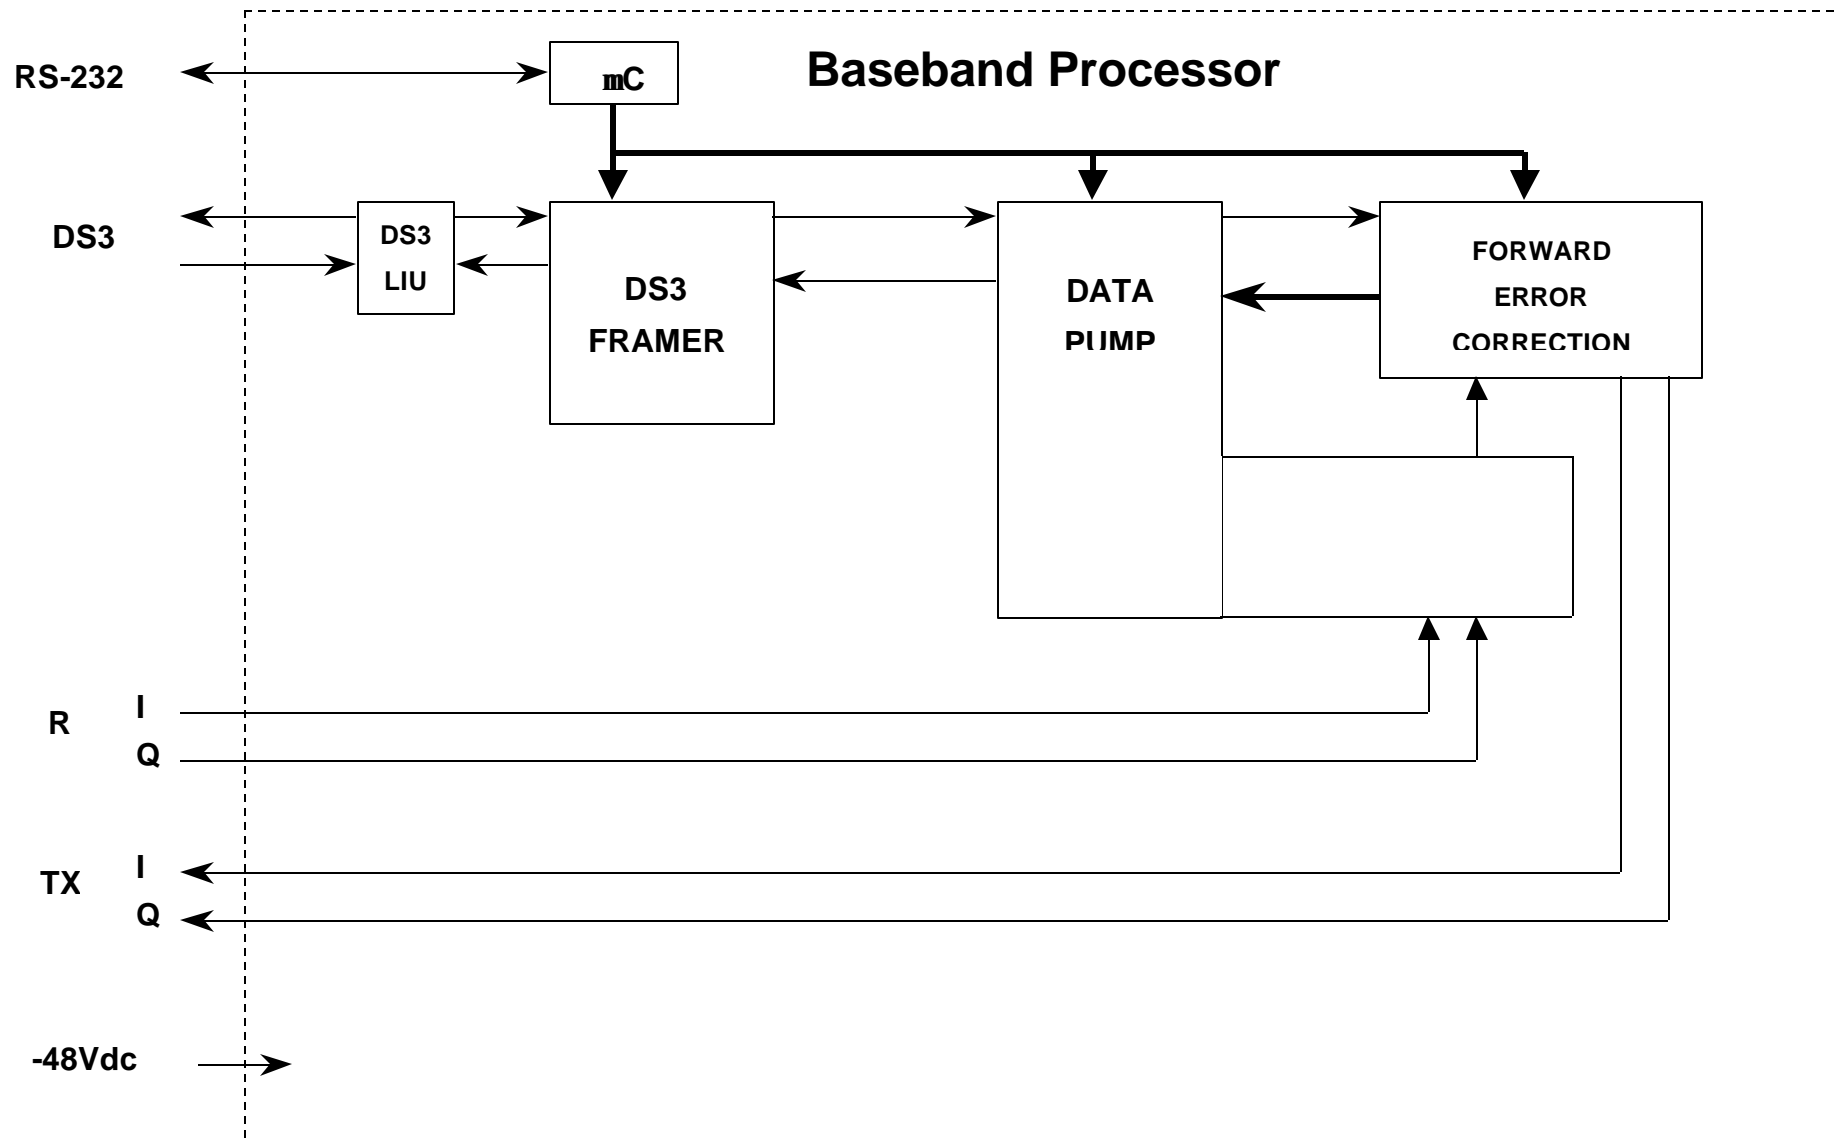 Baseband Processor
RS-232
mC
DS3
DS3
LIU
DS3
FRAMER
DATA
PUMP
FORWARD
ERROR
CORRECTION
R
I
Q
TX
I
Q
-48Vdc